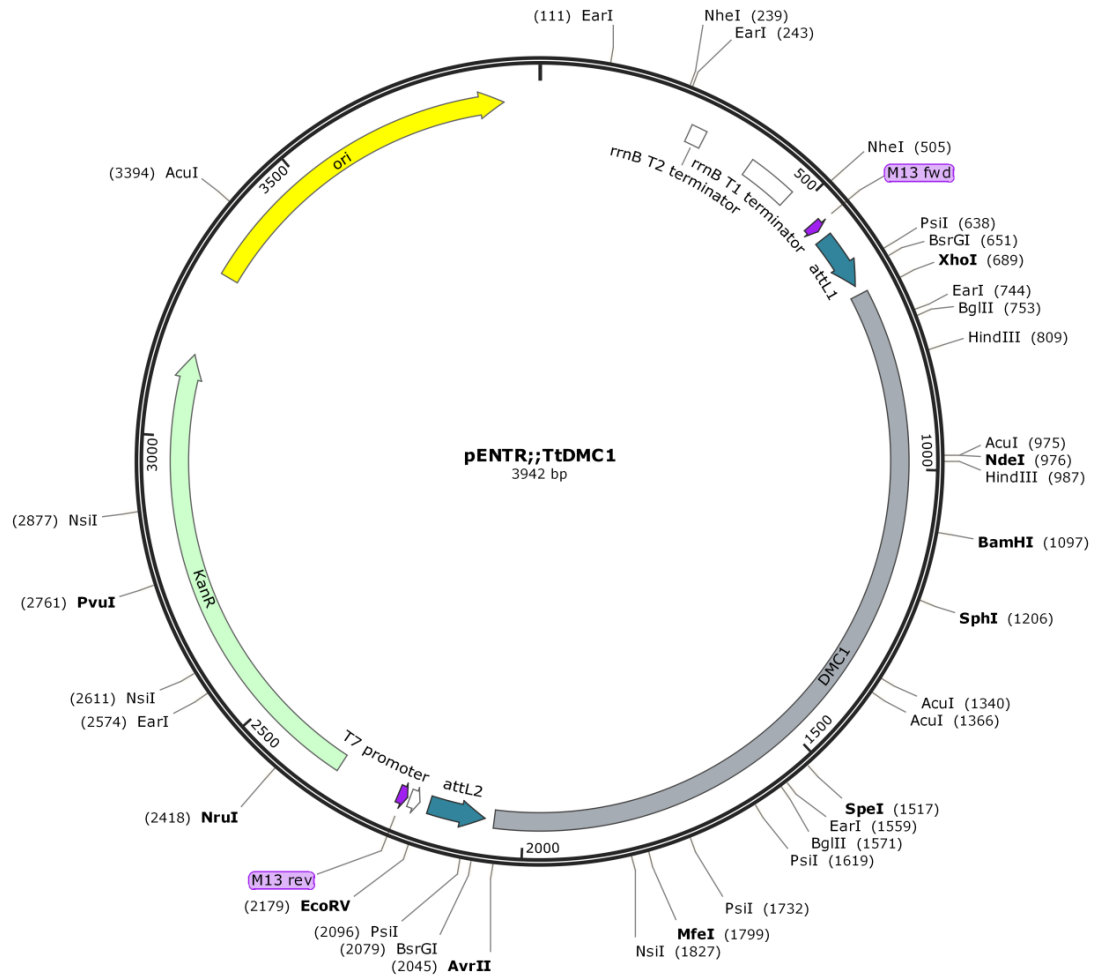 (111) EarI
NheI (239)
EarI (243)
rrnB T2 terminator
rrnB T1 terminator
500
NheI (505)
M13 fwd
attL1
PsiI (638)
BsrGI (651)
XhoI (689)
EarI (744)
BglII (753)
HindIII (809)
AcuI (975)
NdeI (976)
HindIII (987)
1000
BamHI (1097)
SphI (1206)
DMC1
AcuI (1340)
AcuI (1366)
1500
SpeI (1517)
EarI (1559)
BglII (1571)
PsiI (1619)
PsiI (1732)
MfeI (1799)
NsiI (1827)
2000
(2045) AvrII
(2079) BsrGI
(2096) PsiI
(2179) EcoRV
M13 rev
attL2
T7 promoter
(2418) NruI
2500
(2574) EarI
(2611) NsiI
(2761) PvuI
KanR
(2877) NsiI
3000
(3394) AcuI
3500
ori
pENTR;;TtDMC1
3942 bp